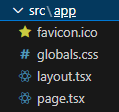 src\app
favicon.ico
# globals.css
layout.tsx
page.tsx